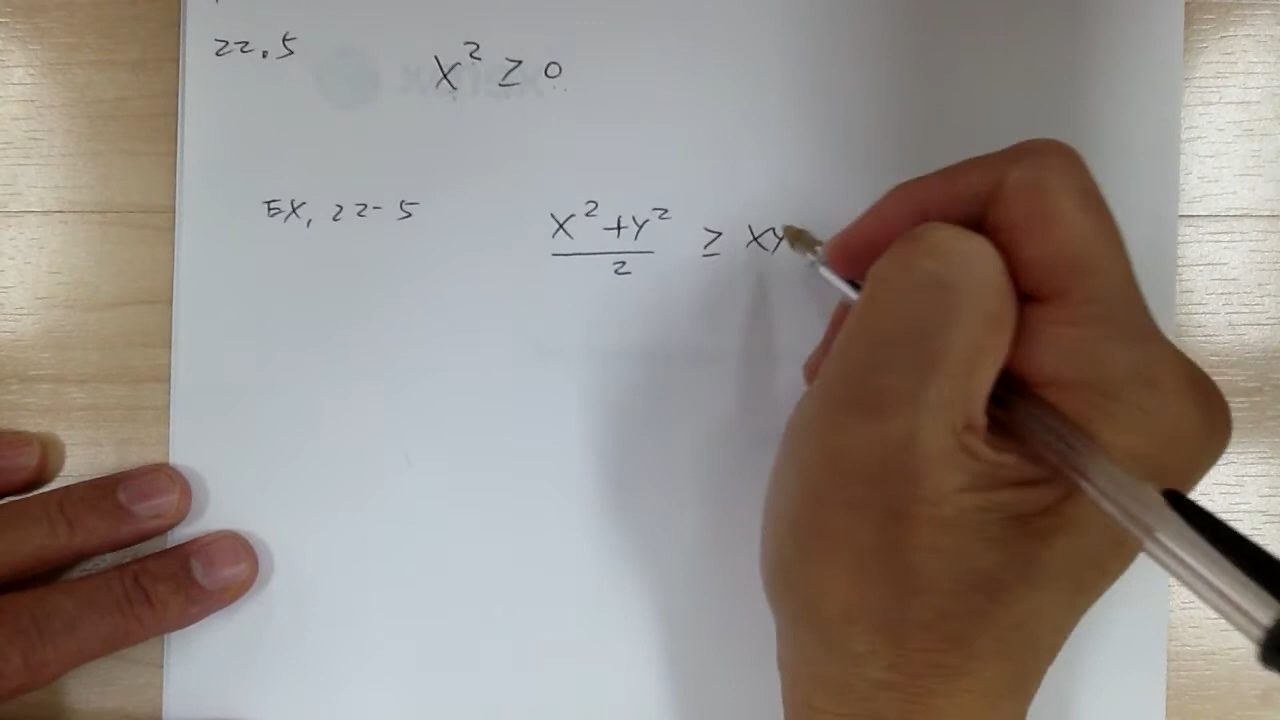 22.5
x² ≥ 0
EX, 22-5
x² + y² / 2 ≥ xy